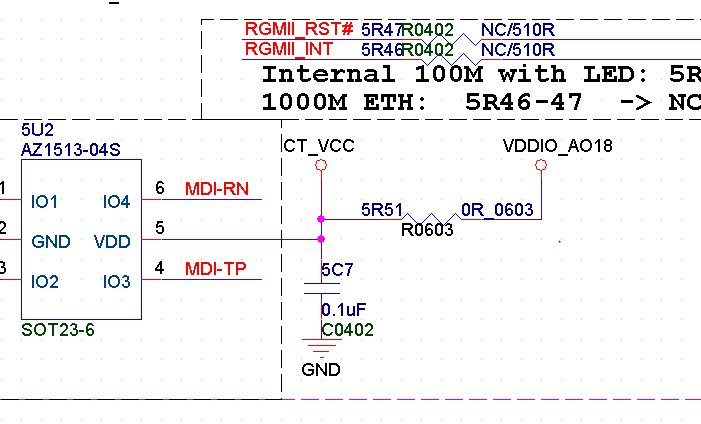 RGMII_RST# 5R47 R0402 NC/510R
RGMII_INT 5R46 R0402 NC/510R
Internal 100M with LED: 5R
1000M ETH: 5R46-47 -> NC
5U2
AZ1513-04S
CT_VCC VDDIO_AO18
1 IO1 IO4 6 MDI-RN
5R51 0R_0603
R0603
2 GND VDD 5
3 IO2 IO3 4 MDI-TP
5C7
0.1uF
SOT23-6 C0402
GND